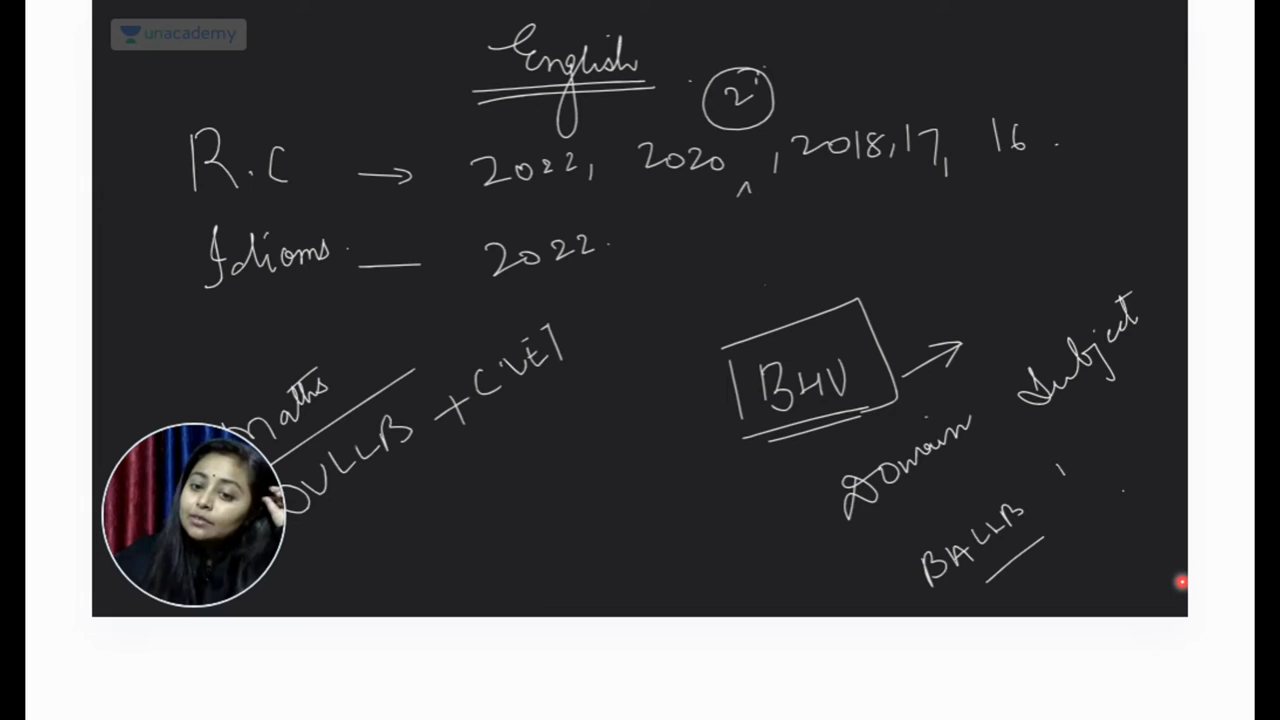 unacademy
English
2
R.C → 2022, 2020, 2018, 17, 16.
Idioms — 2022.
Maths
DULLB + CUET
BHU → Domain Subject
BALLB